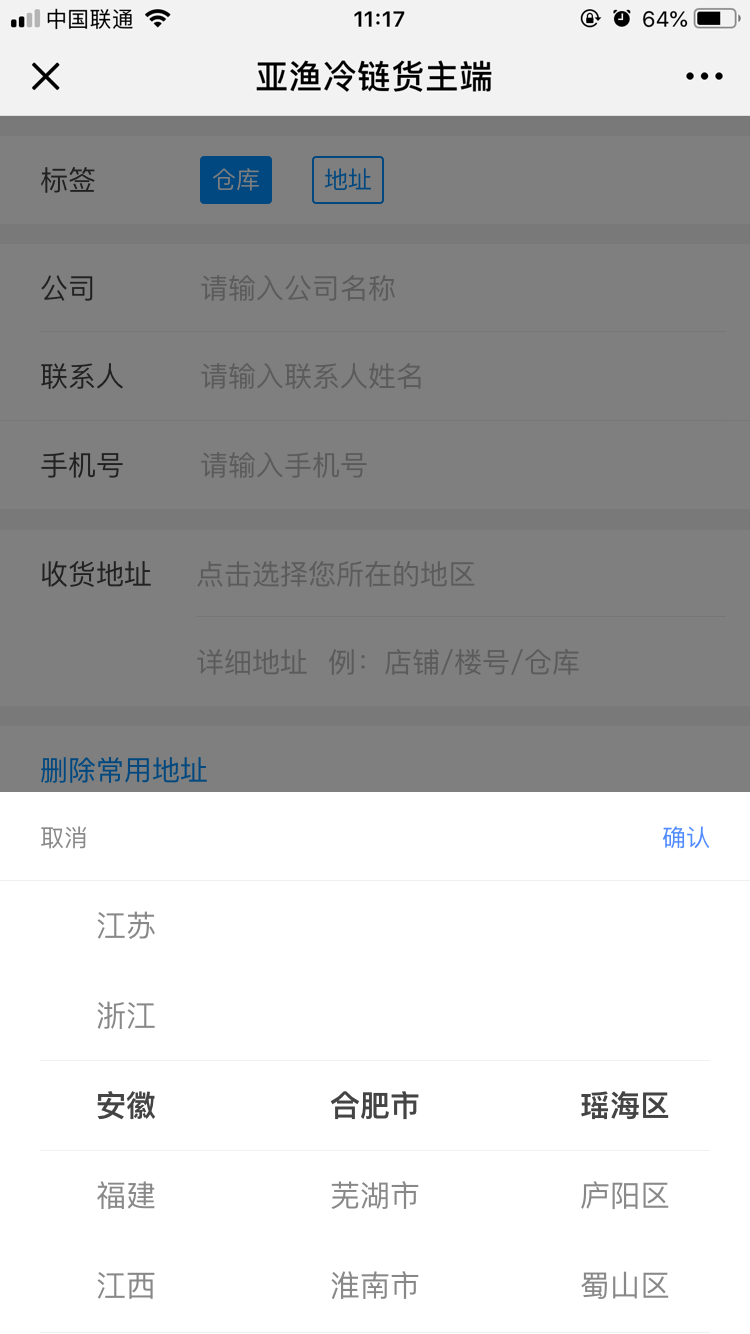 中国联通 11:17 64%
亚渔冷链货主端
标签 仓库 地址
公司 请输入公司名称
联系人 请输入联系人姓名
手机号 请输入手机号
收货地址 点击选择您所在的地区
详细地址 例：店铺/楼号/仓库
删除常用地址
取消 确认
江苏
浙江
安徽 合肥市 瑶海区
福建 芜湖市 庐阳区
江西 淮南市 蜀山区